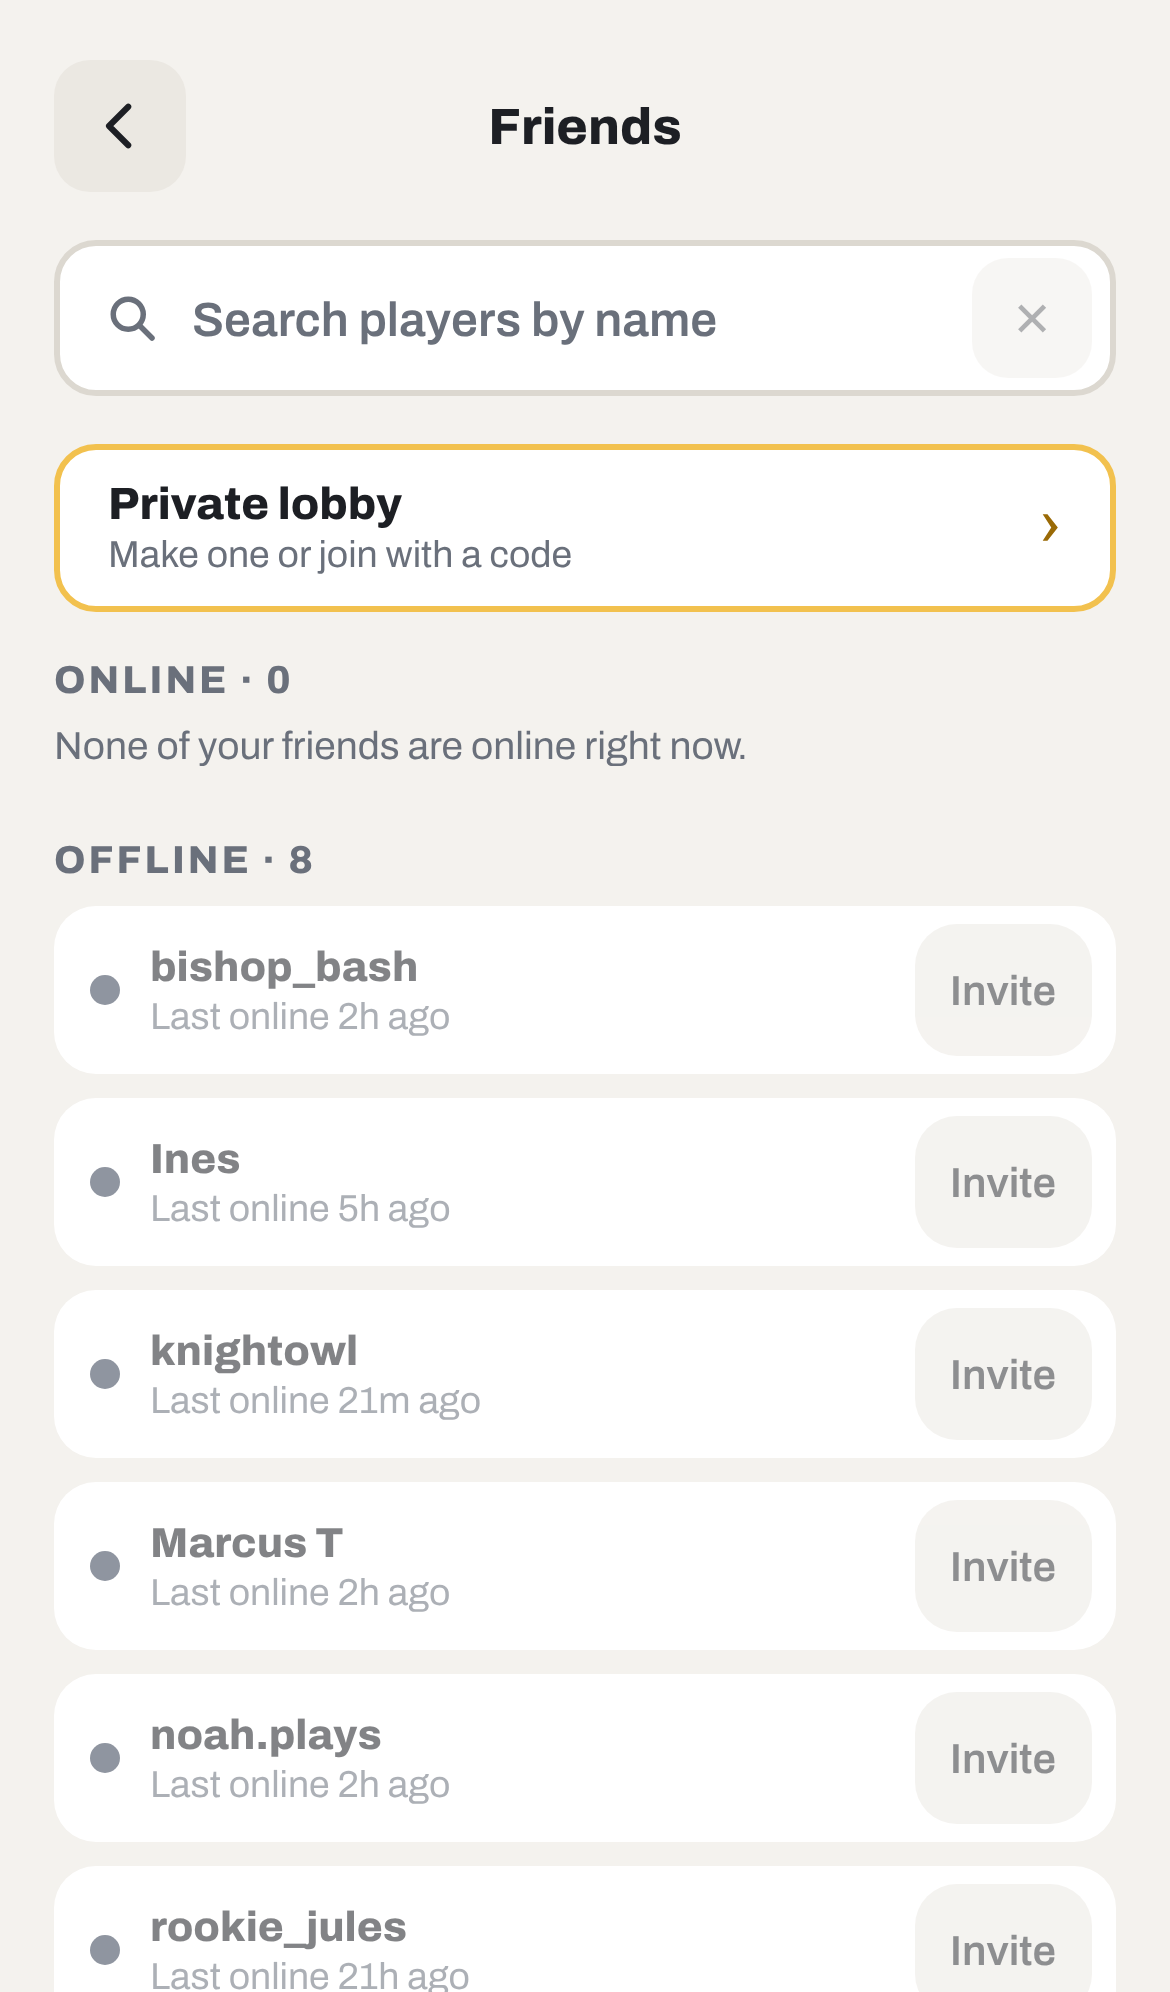 Friends
Search players by name
Private lobby
Make one or join with a code
ONLINE · 0
None of your friends are online right now.
OFFLINE · 8
bishop_bash
Last online 2h ago
Invite
Ines
Last online 5h ago
Invite
knightowl
Last online 21m ago
Invite
Marcus T
Last online 2h ago
Invite
noah.plays
Last online 2h ago
Invite
rookie_jules
Last online 21h ago
Invite